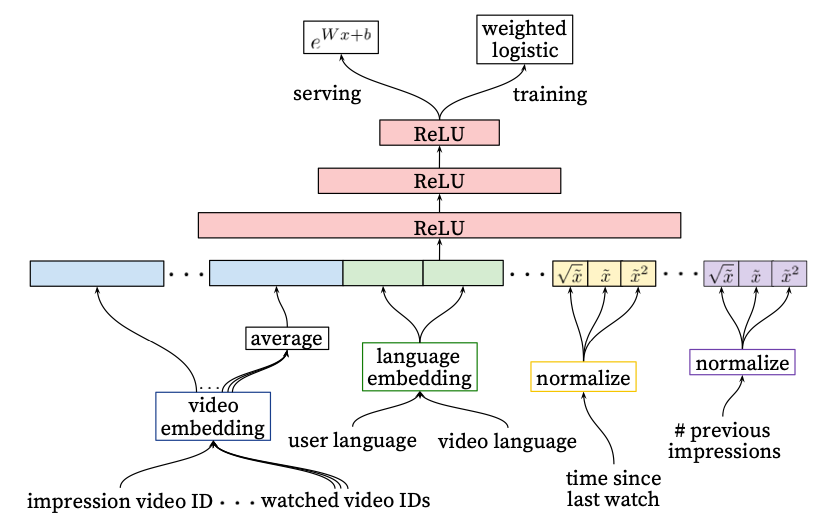 e^{Wx+b}
weighted
logistic
serving
training
ReLU
ReLU
ReLU
...
...
...
√x̃ x̃ x̃²
√x̃ x̃ x̃²
average
language
embedding
normalize
normalize
...
video
embedding
user language
video language
# previous
impressions
time since
last watch
impression video ID ... watched video IDs